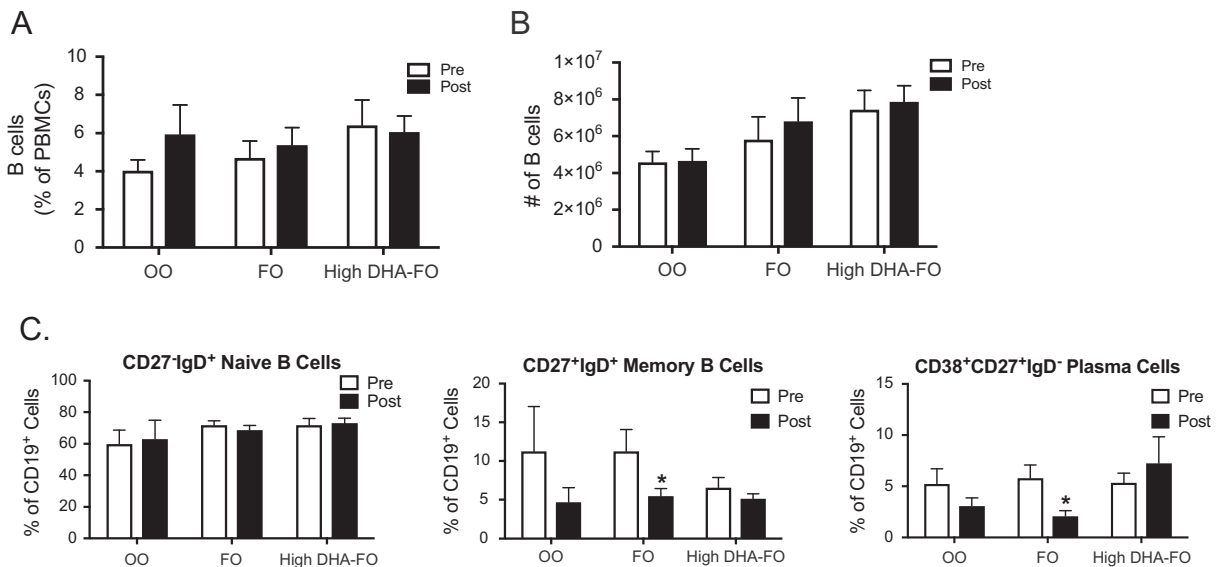 A
B cells
(% of PBMCs)
10
8
6
4
2
0
Pre
Post
OO
FO
High DHA-FO
B
# of B cells
1×10⁷
8×10⁶
6×10⁶
4×10⁶
2×10⁶
0
Pre
Post
OO
FO
High DHA-FO
C.
CD27⁻IgD⁺ Naive B Cells
% of CD19⁺ Cells
100
80
60
40
20
0
Pre
Post
OO
FO
High DHA-FO
CD27⁺IgD⁺ Memory B Cells
% of CD19⁺ Cells
20
15
10
5
0
Pre
Post
*
OO
FO
High DHA-FO
CD38⁺CD27⁺IgD⁻ Plasma Cells
% of CD19⁺ Cells
15
10
5
0
Pre
Post
*
OO
FO
High DHA-FO